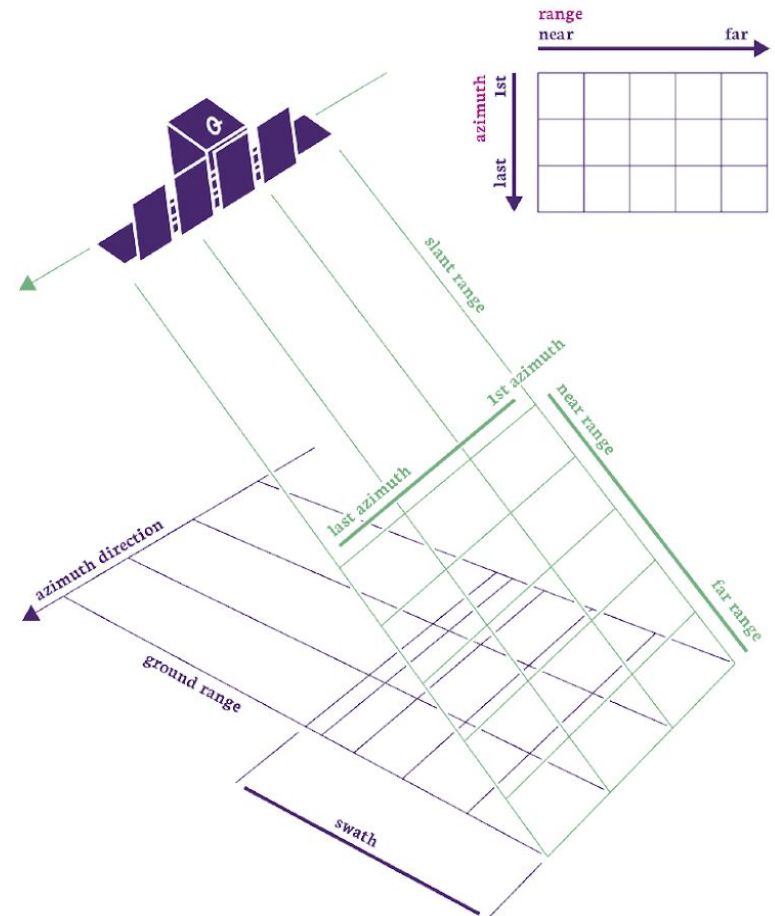 range
near far
azimuth
1st
last
Q
slant range
1st azimuth
last azimuth
near range
far range
azimuth direction
ground range
swath